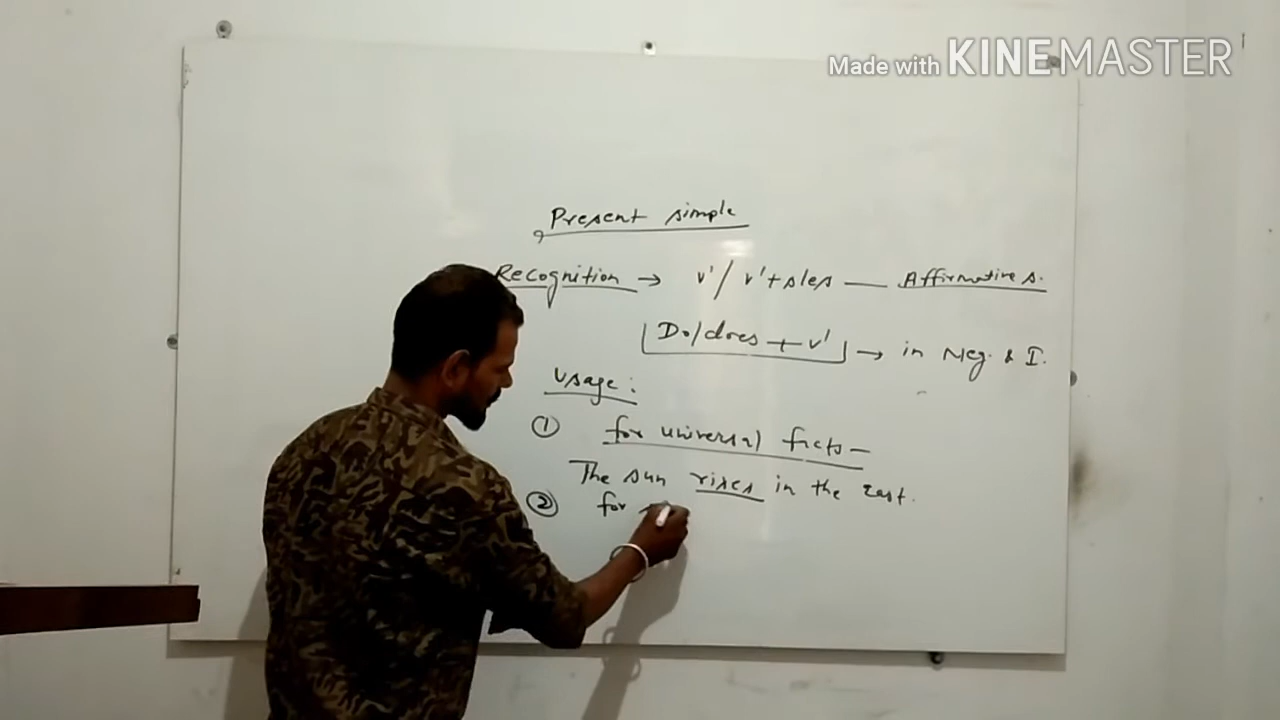 Made with KINEMASTER
Present simple
Recognition → v'/ v'+s/es — Affirmative s.
Do/does + v' → in Neg. & I.
Usage:
① for universal facts —
The sun rises in the East.
② for